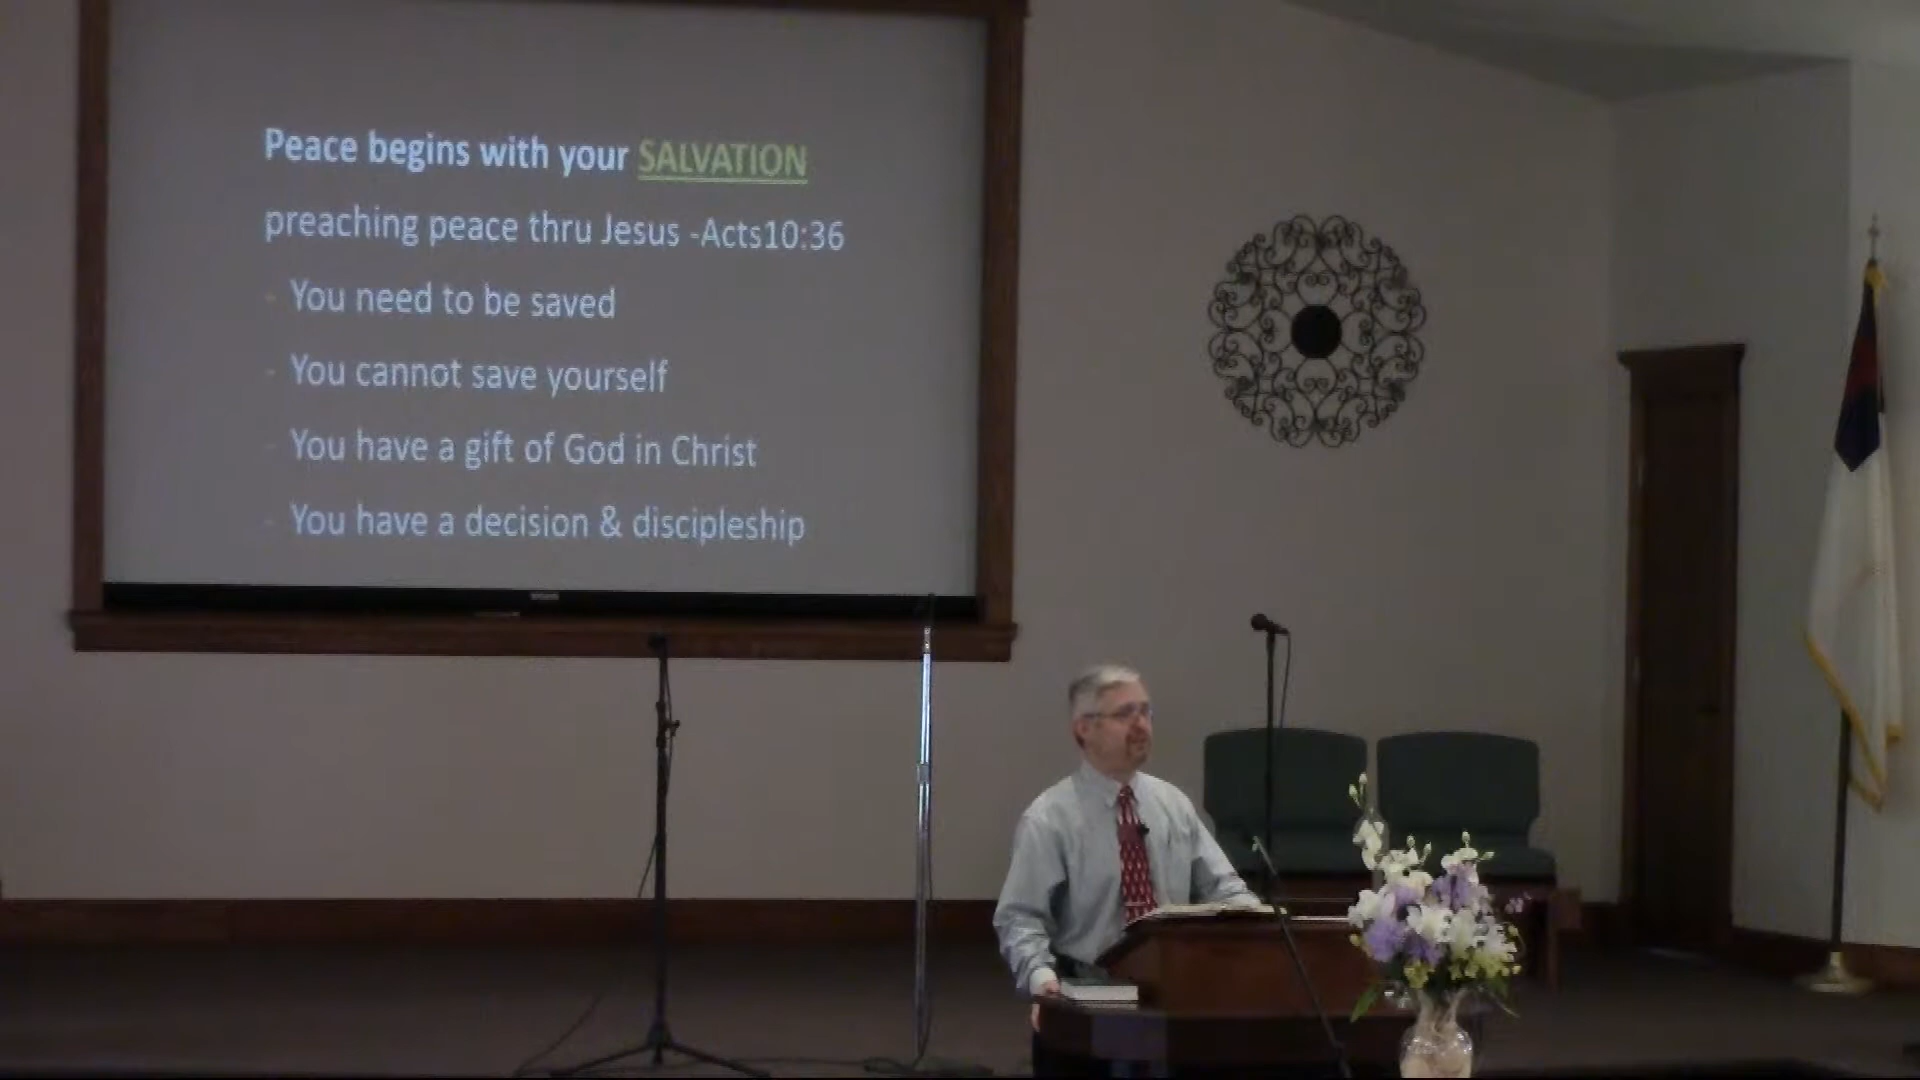 Peace begins with your SALVATION
preaching peace thru Jesus -Acts10:36
- You need to be saved
- You cannot save yourself
- You have a gift of God in Christ
- You have a decision & discipleship